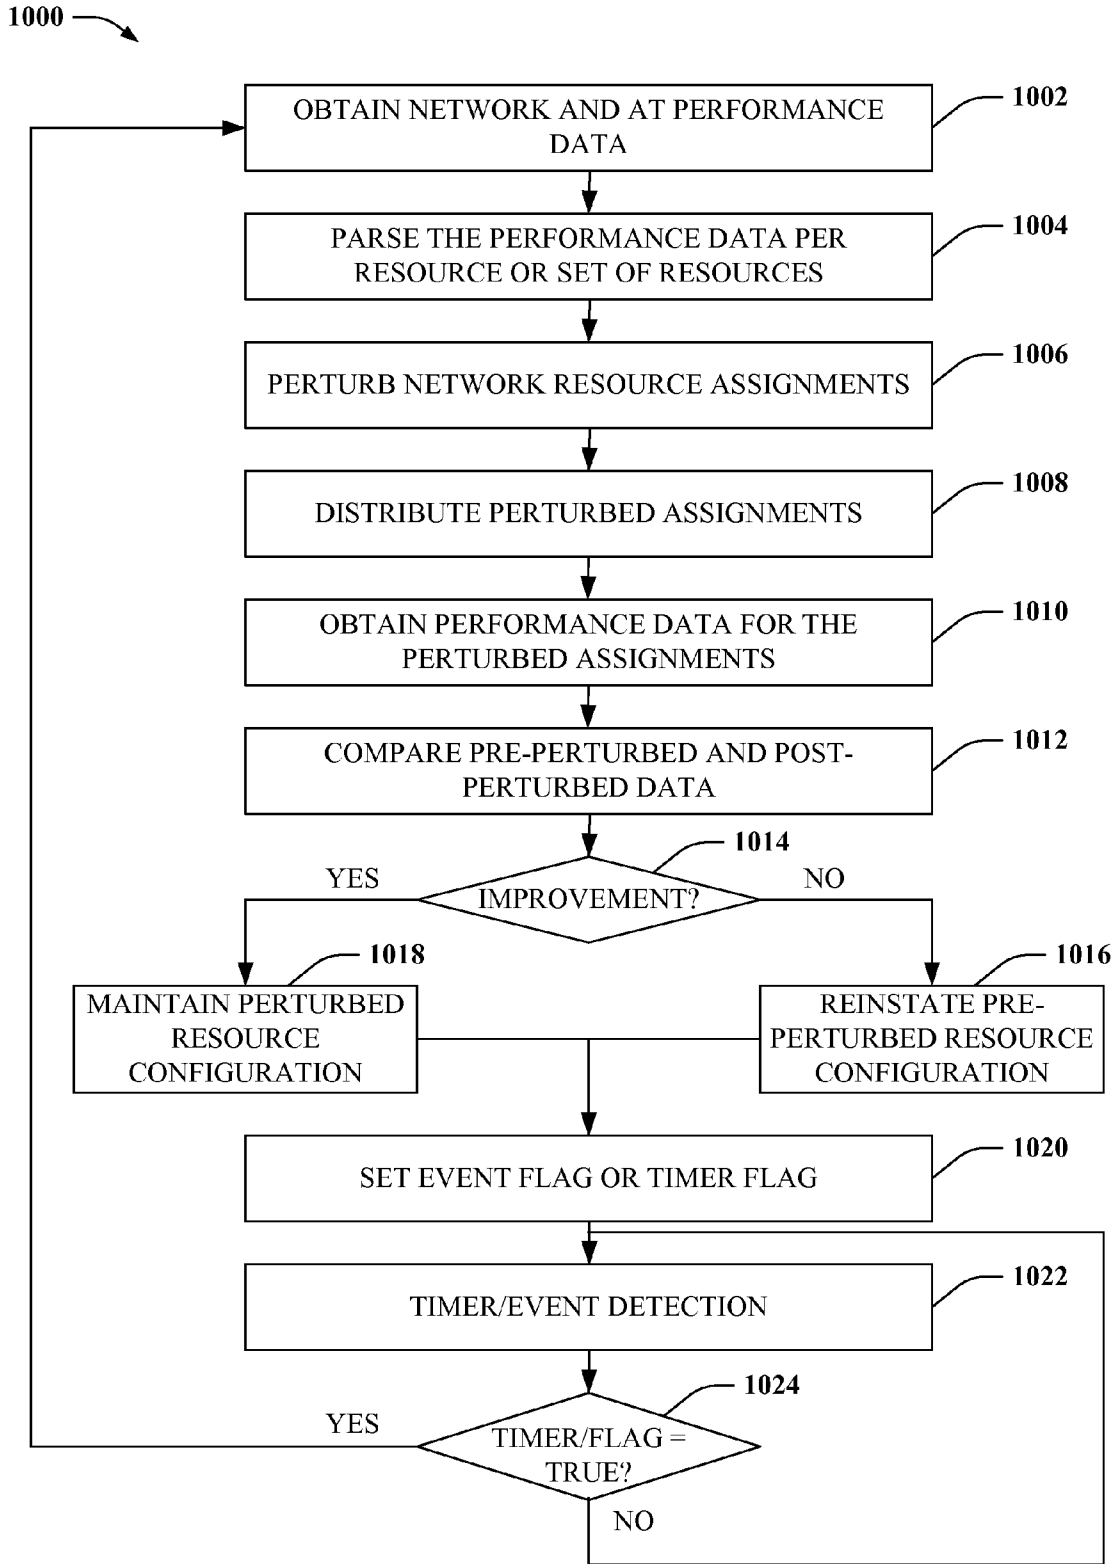 1000
OBTAIN NETWORK AND AT PERFORMANCE
DATA
1002
PARSE THE PERFORMANCE DATA PER
RESOURCE OR SET OF RESOURCES
1004
PERTURB NETWORK RESOURCE ASSIGNMENTS
1006
DISTRIBUTE PERTURBED ASSIGNMENTS
1008
OBTAIN PERFORMANCE DATA FOR THE
PERTURBED ASSIGNMENTS
1010
COMPARE PRE-PERTURBED AND POST-
PERTURBED DATA
1012
1014
YES
IMPROVEMENT?
NO
1018
MAINTAIN PERTURBED
RESOURCE
CONFIGURATION
1016
REINSTATE PRE-
PERTURBED RESOURCE
CONFIGURATION
SET EVENT FLAG OR TIMER FLAG
1020
TIMER/EVENT DETECTION
1022
1024
YES
TIMER/FLAG =
TRUE?
NO